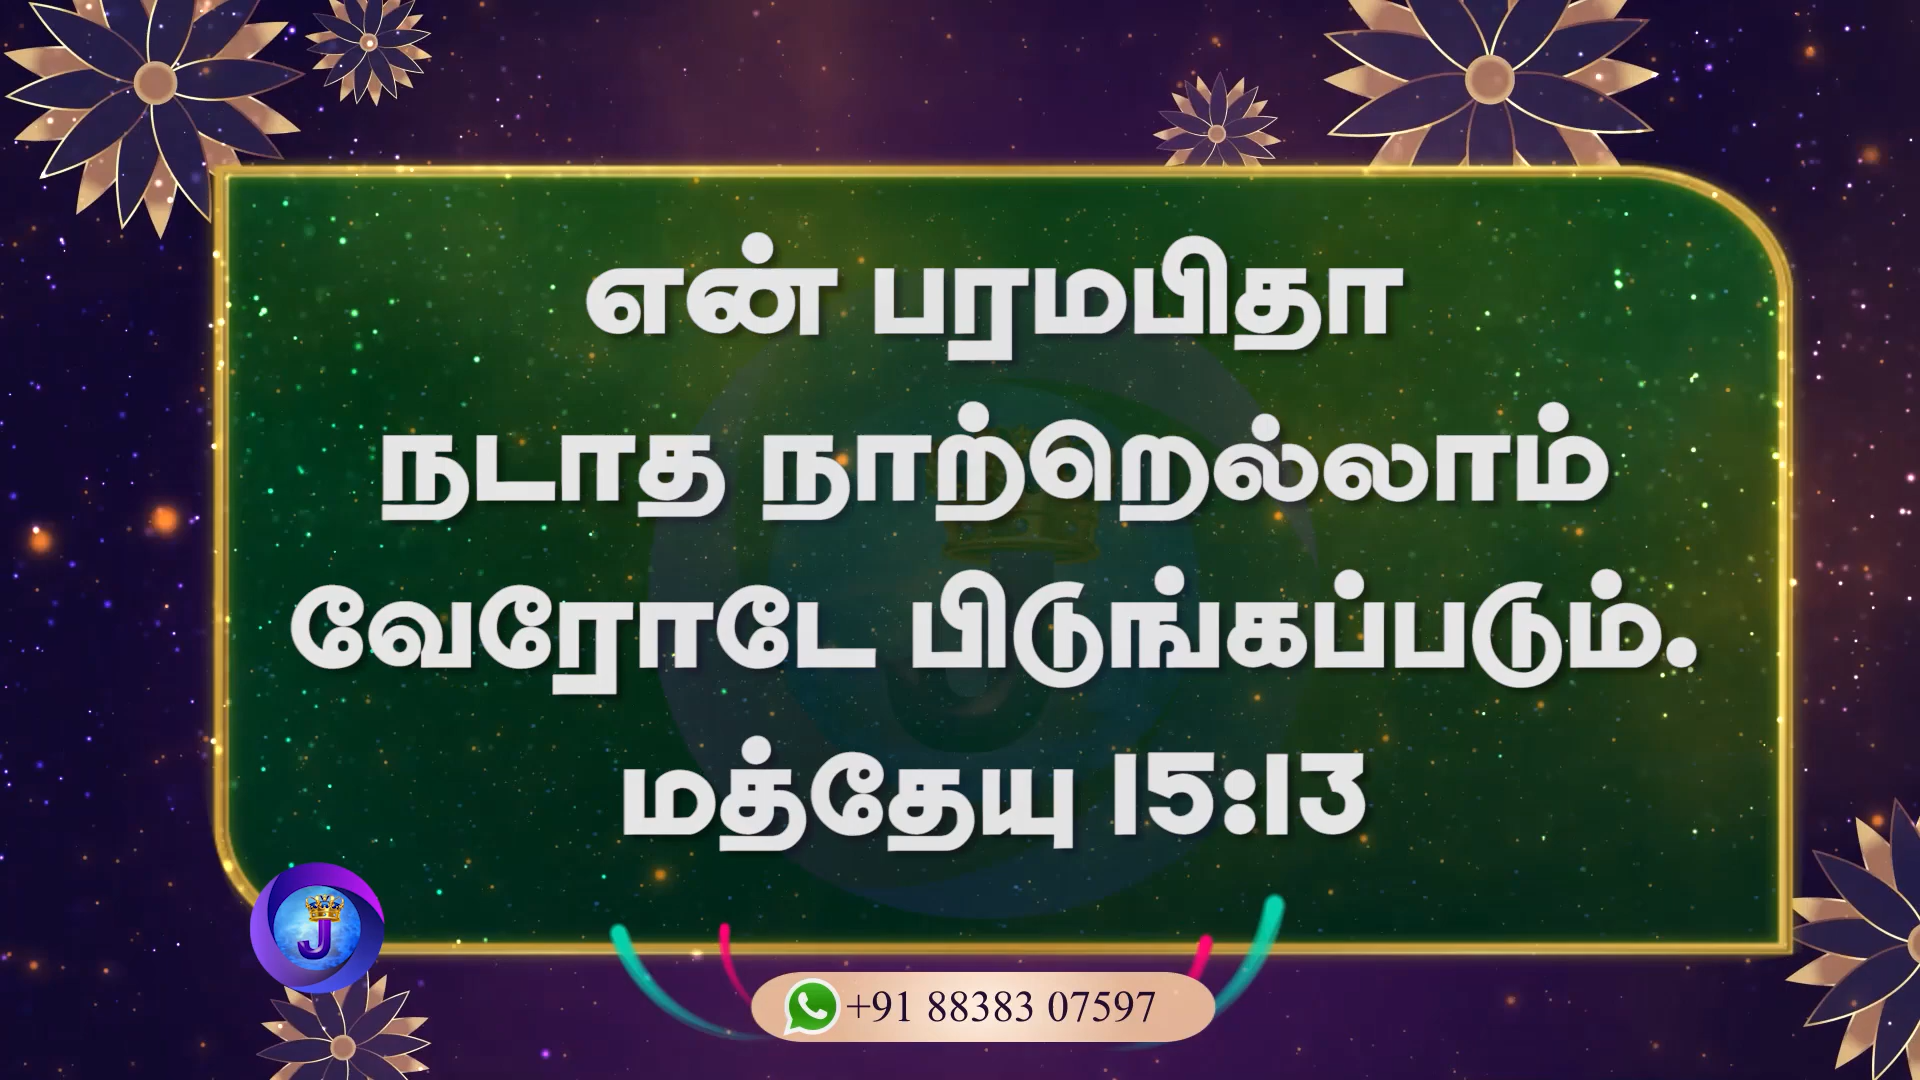 என் பரமபிதா
நடாத நாற்றெல்லாம்
வேரோடே பிடுங்கப்படும்.
மத்தேயு 15:13
J
+91 88383 07597